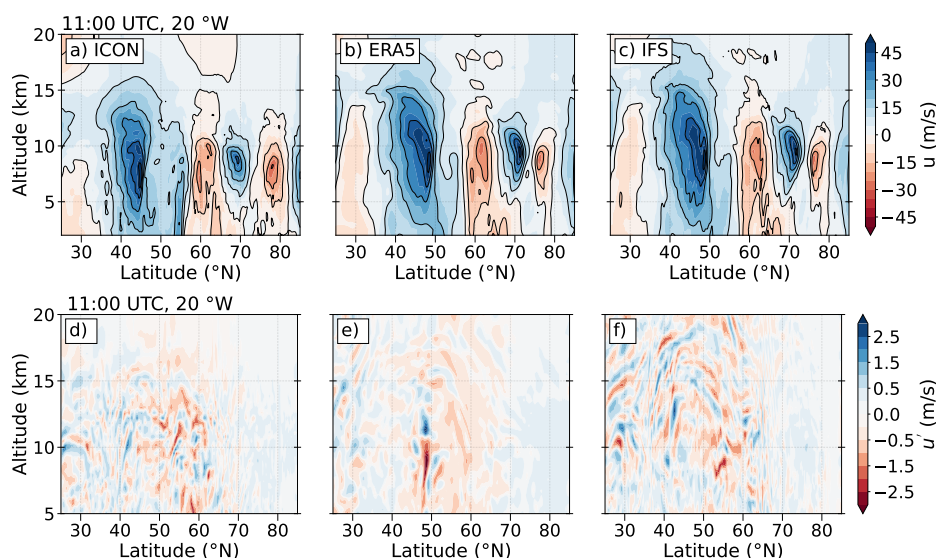 11:00 UTC, 20 °W
a) ICON
b) ERA5
c) IFS
Altitude (km)
20
15
10
5
30 40 50 60 70 80
30 40 50 60 70 80
30 40 50 60 70 80
Latitude (°N)
Latitude (°N)
Latitude (°N)
45
30
15
0
−15
−30
−45
u (m/s)
11:00 UTC, 20 °W
d)
e)
f)
Altitude (km)
20
15
10
5
30 40 50 60 70 80
30 40 50 60 70 80
30 40 50 60 70 80
Latitude (°N)
Latitude (°N)
Latitude (°N)
2.5
1.5
0.5
0.0
−0.5
−1.5
−2.5
u′ (m/s)